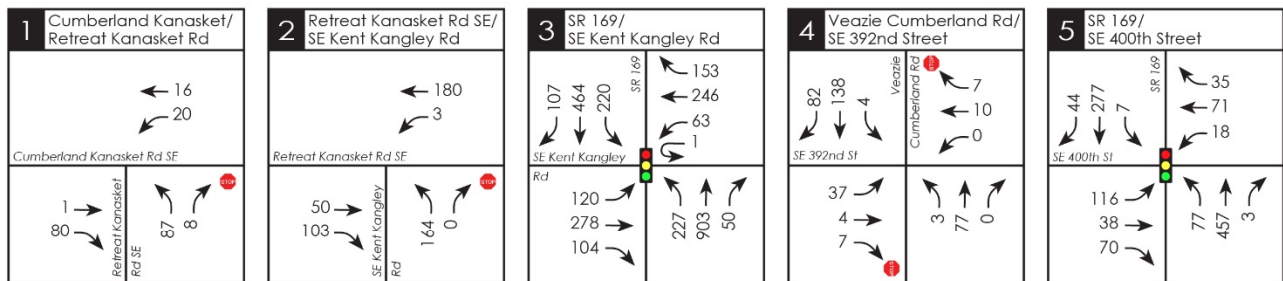 1
Cumberland Kanasket/
Retreat Kanasket Rd
16
20
Cumberland Kanasket Rd SE
1
80
Retreat Kanasket
Rd SE
87
8
STOP
2
Retreat Kanasket Rd SE/
SE Kent Kangley Rd
180
3
Retreat Kanasket Rd SE
50
103
SE Kent Kangley
Rd
164
0
STOP
3
SR 169/
SE Kent Kangley Rd
107
464
220
SR 169
153
246
63
1
SE Kent Kangley
Rd
120
278
104
227
903
50
4
Veazie Cumberland Rd/
SE 392nd Street
82
138
4
Veazie
Cumberland Rd
STOP
7
10
0
SE 392nd St
37
4
7
STOP
3
77
0
5
SR 169/
SE 400th Street
44
277
7
SR 169
35
71
18
SE 400th St
116
38
70
77
457
3